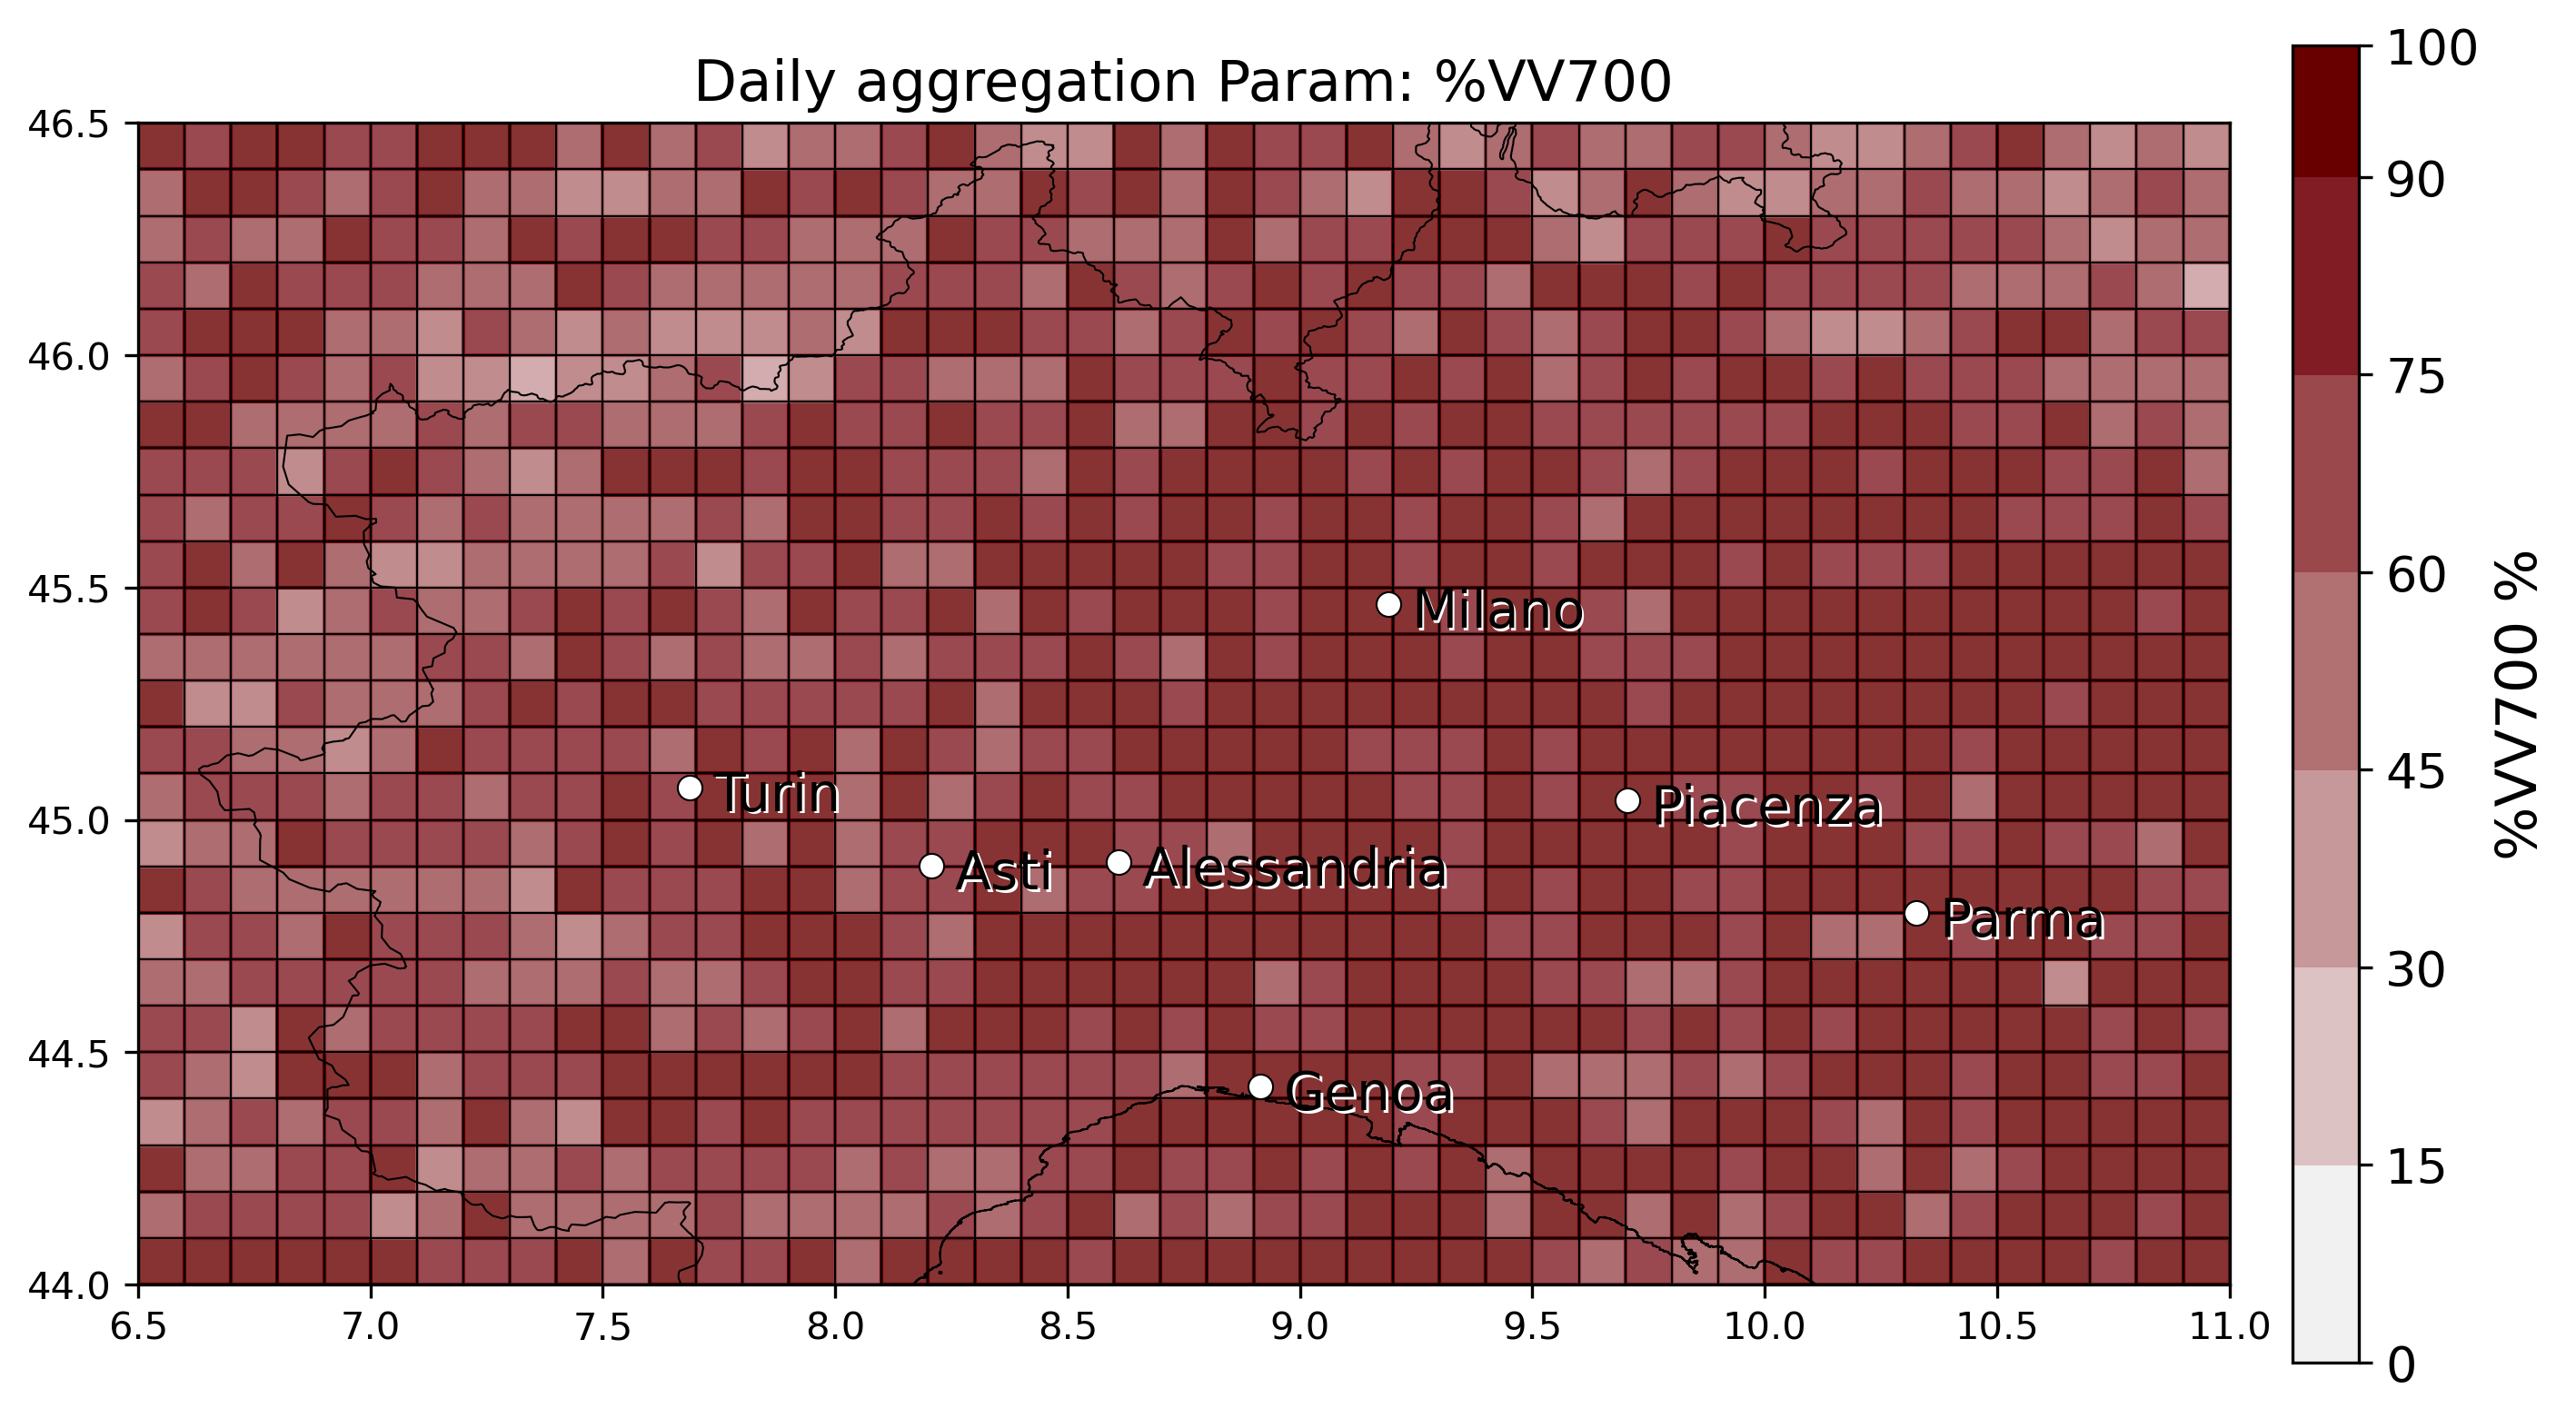 Daily aggregation Param: %VV700
46.5
46.0
45.5
45.0
44.5
44.0
6.5 7.0 7.5 8.0 8.5 9.0 9.5 10.0 10.5 11.0
Milano
Turin
Piacenza
Asti
Alessandria
Parma
Genoa
100
90
75
60
45
30
15
0
%VV700 %